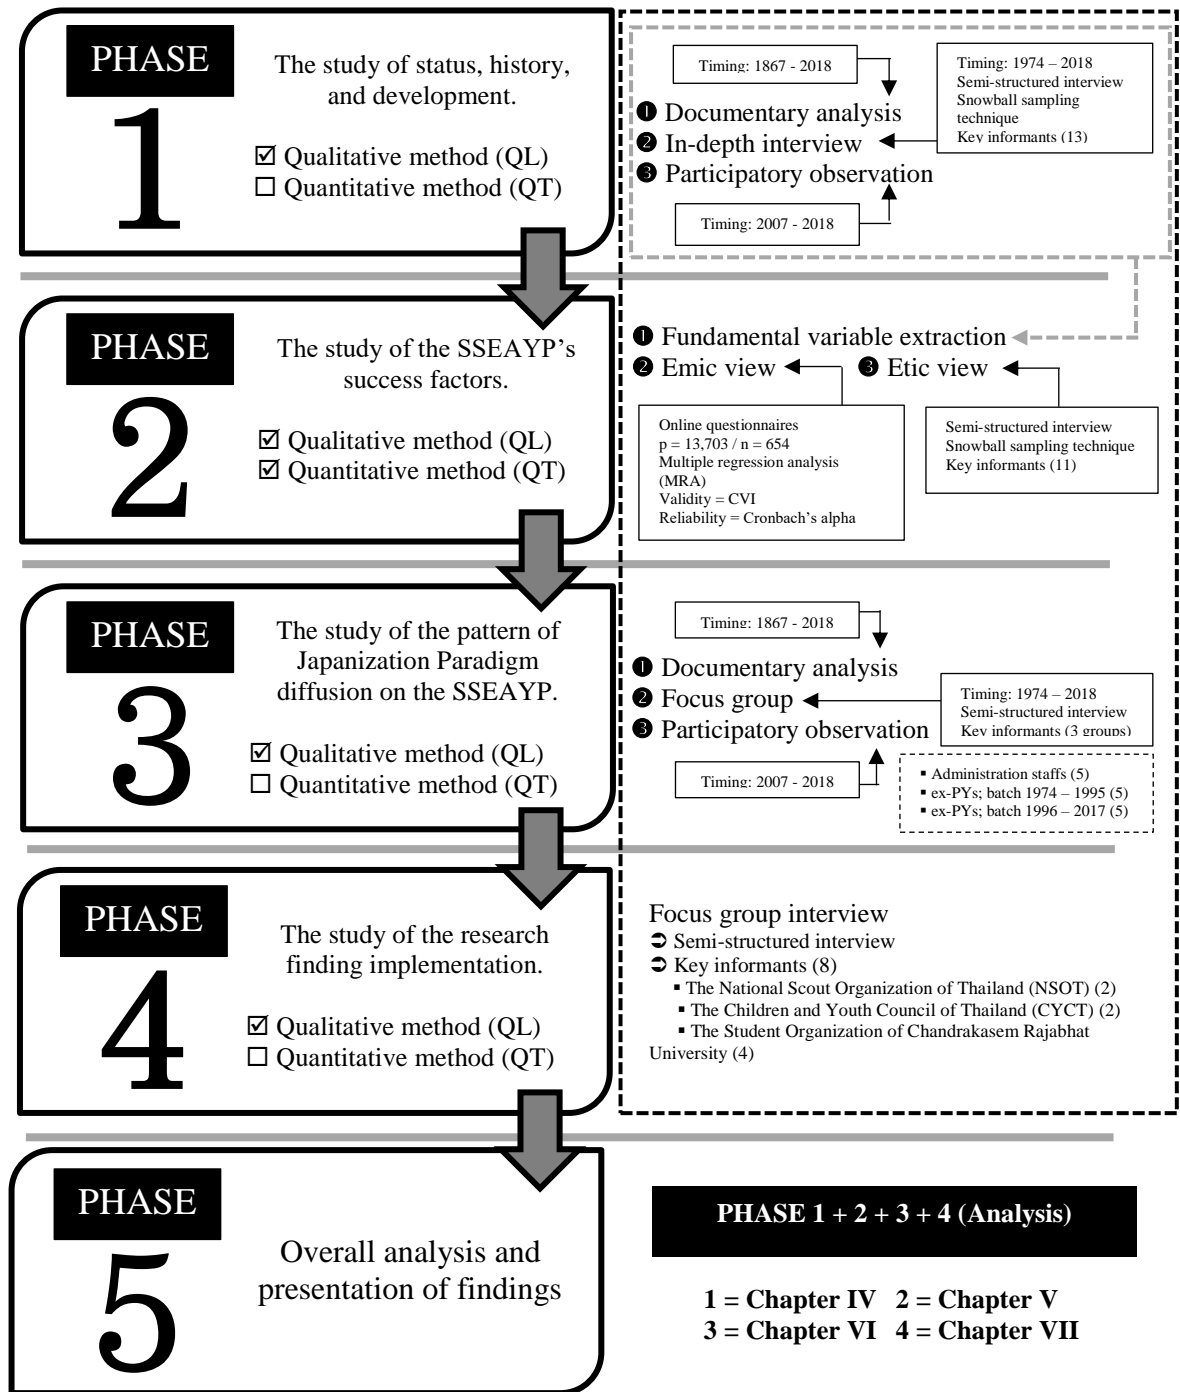 PHASE
1
The study of status, history,
and development.
☑ Qualitative method (QL)
☐ Quantitative method (QT)
Timing: 1867 - 2018
Timing: 1974 – 2018
Semi-structured interview
Snowball sampling
technique
Key informants (13)
❶ Documentary analysis
❷ In-depth interview
❸ Participatory observation
Timing: 2007 - 2018
PHASE
2
The study of the SSEAYP’s
success factors.
☑ Qualitative method (QL)
☑ Quantitative method (QT)
❶ Fundamental variable extraction
❷ Emic view
❸ Etic view
Online questionnaires
p = 13,703 / n = 654
Multiple regression analysis
(MRA)
Validity = CVI
Reliability = Cronbach’s alpha
Semi-structured interview
Snowball sampling technique
Key informants (11)
PHASE
3
The study of the pattern of
Japanization Paradigm
diffusion on the SSEAYP.
☑ Qualitative method (QL)
☐ Quantitative method (QT)
Timing: 1867 - 2018
❶ Documentary analysis
❷ Focus group
❸ Participatory observation
Timing: 1974 – 2018
Semi-structured interview
Key informants (3 groups)
Timing: 2007 - 2018
▪ Administration staffs (5)
▪ ex-PYs; batch 1974 – 1995 (5)
▪ ex-PYs; batch 1996 – 2017 (5)
PHASE
4
The study of the research
finding implementation.
☑ Qualitative method (QL)
☐ Quantitative method (QT)
Focus group interview
➲ Semi-structured interview
➲ Key informants (8)
▪ The National Scout Organization of Thailand (NSOT) (2)
▪ The Children and Youth Council of Thailand (CYCT) (2)
▪ The Student Organization of Chandrakasem Rajabhat
University (4)
PHASE
5
Overall analysis and
presentation of findings
PHASE 1 + 2 + 3 + 4 (Analysis)
1 = Chapter IV 2 = Chapter V
3 = Chapter VI 4 = Chapter VII